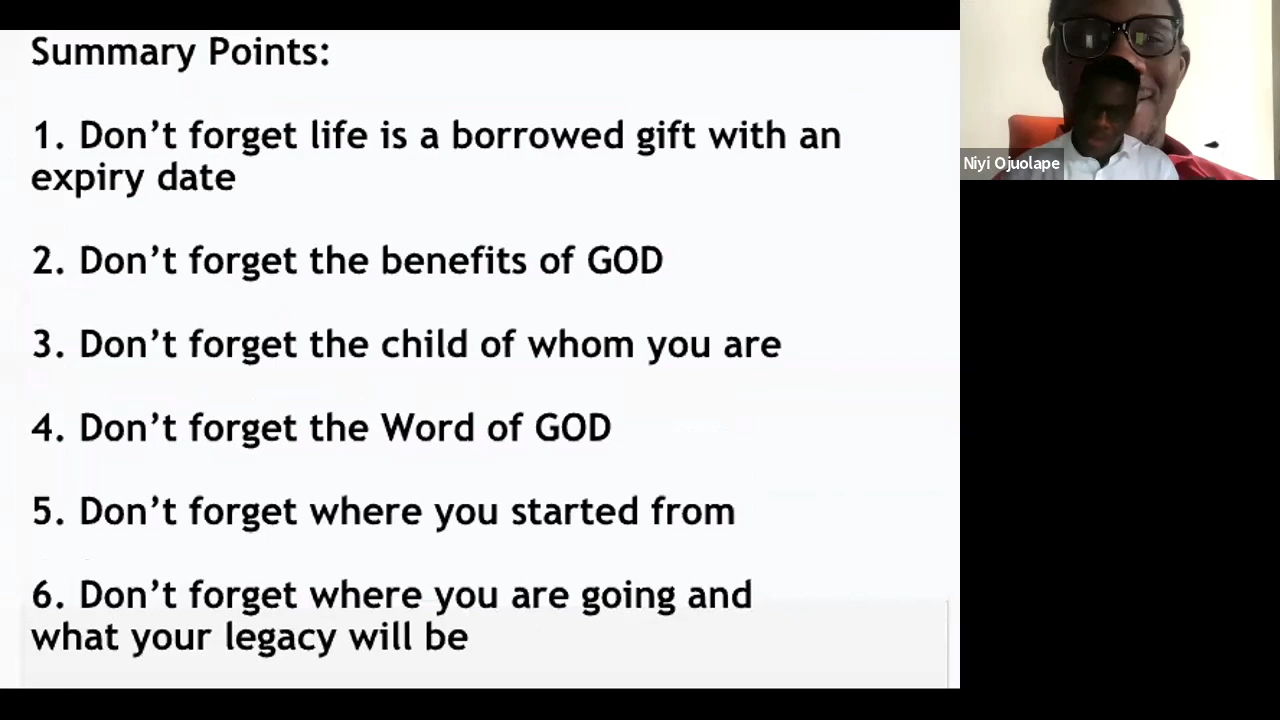 Summary Points:
1. Don’t forget life is a borrowed gift with an
expiry date
2. Don’t forget the benefits of GOD
3. Don’t forget the child of whom you are
4. Don’t forget the Word of GOD
5. Don’t forget where you started from
6. Don’t forget where you are going and
what your legacy will be
Niyi Ojuolape